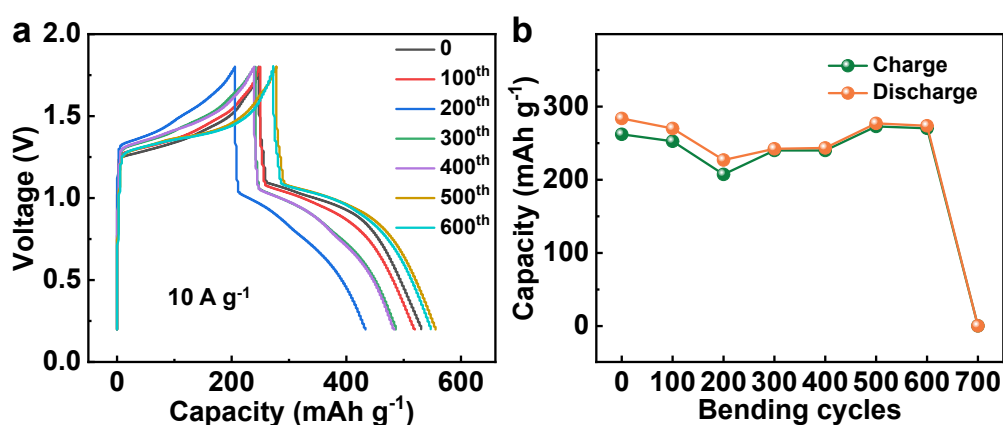 a
2.0
1.5
1.0
0.5
0.0
Voltage (V)
0
100th
200th
300th
400th
500th
600th
10 A g-1
0 200 400 600
Capacity (mAh g-1)
b
Charge
Discharge
300
200
100
0
Capacity (mAh g-1)
0 100 200 300 400 500 600 700
Bending cycles